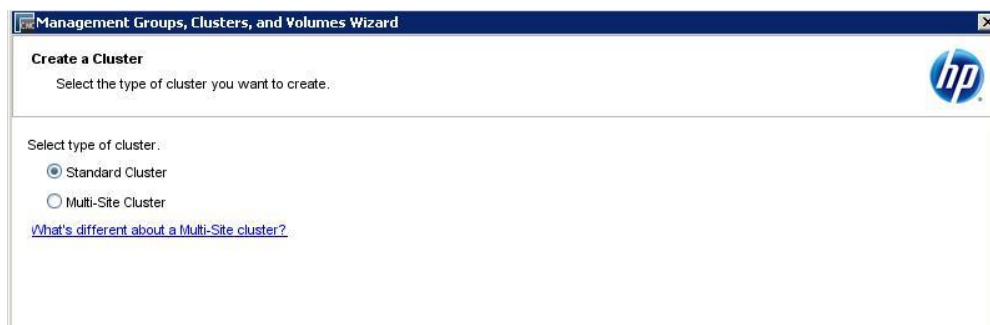 CMC Management Groups, Clusters, and Volumes Wizard
Create a Cluster
Select the type of cluster you want to create.
hp
Select type of cluster.
Standard Cluster
Multi-Site Cluster
What's different about a Multi-Site cluster?